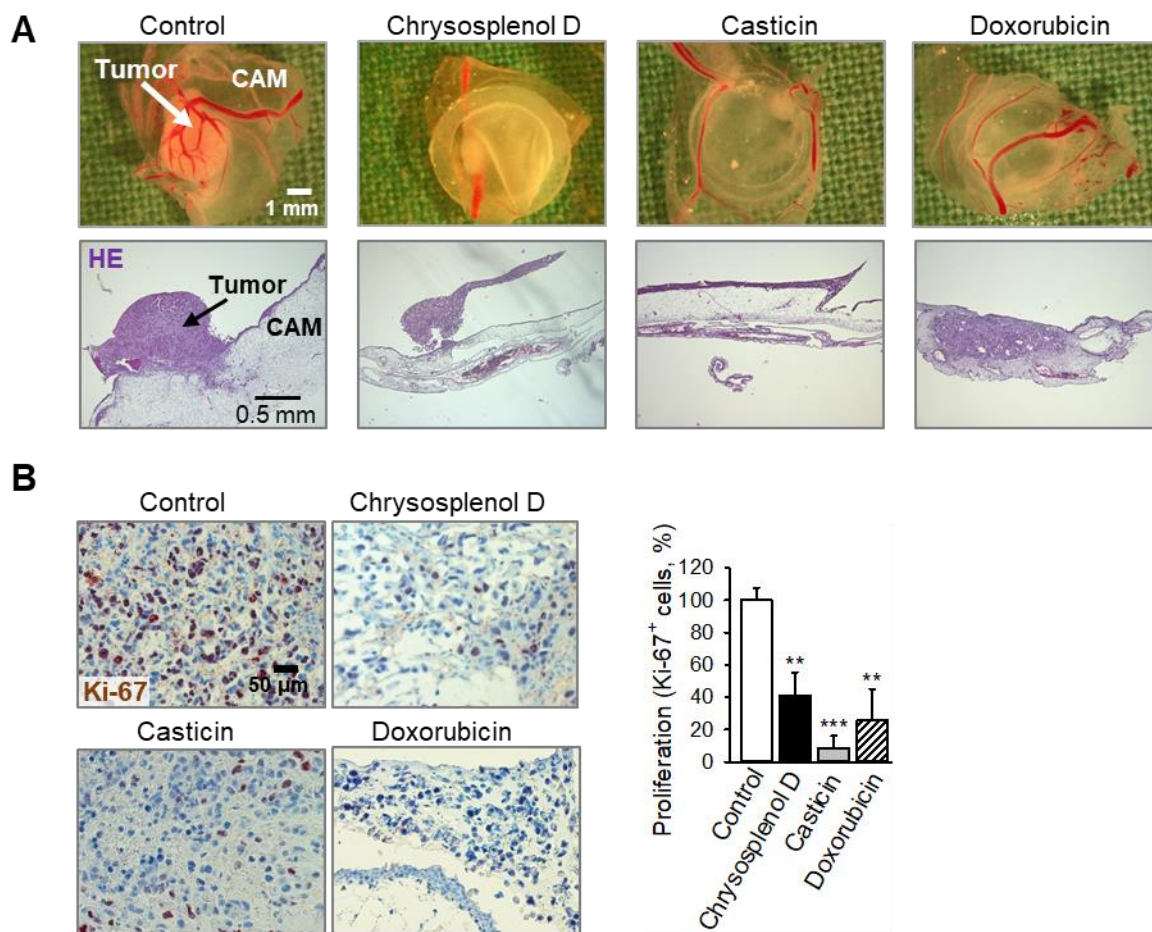 A
Control
Chrysosplenol D
Casticin
Doxorubicin
Tumor
CAM
1 mm
HE
Tumor
CAM
0.5 mm
B
Control
Chrysosplenol D
Ki-67
50 µm
Casticin
Doxorubicin
Proliferation (Ki-67⁺ cells, %)
120
100
80
60
40
20
0
**
***
**
Control
Chrysosplenol D
Casticin
Doxorubicin